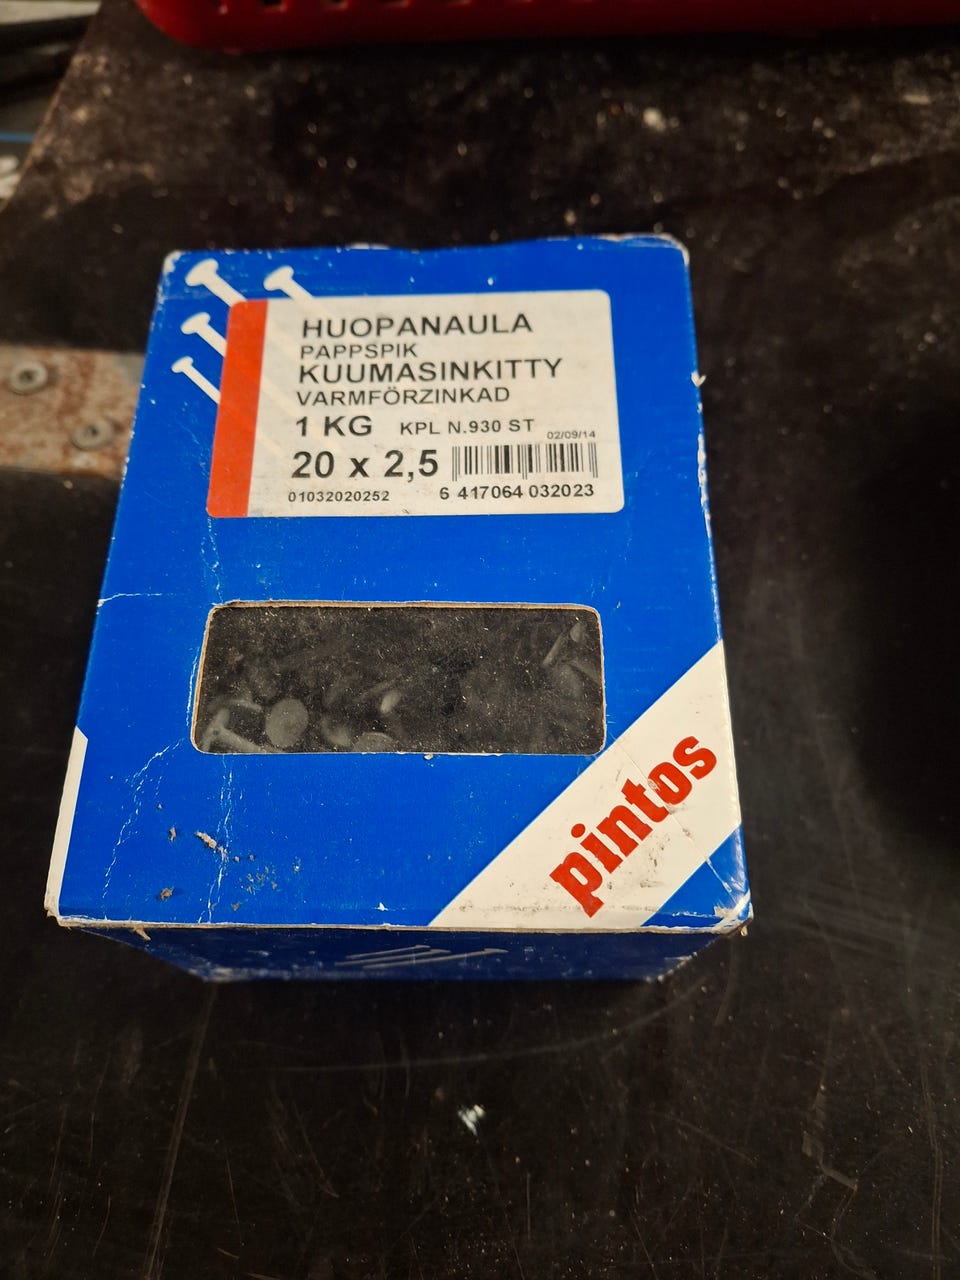 HUOPANAULA
PAPPSPIK
KUUMASINKITTY
VARMFÖRZINKAD
1 KG KPL N.930 ST 02/09/14
20 x 2,5
01032020252 6 417064 032023
pintos